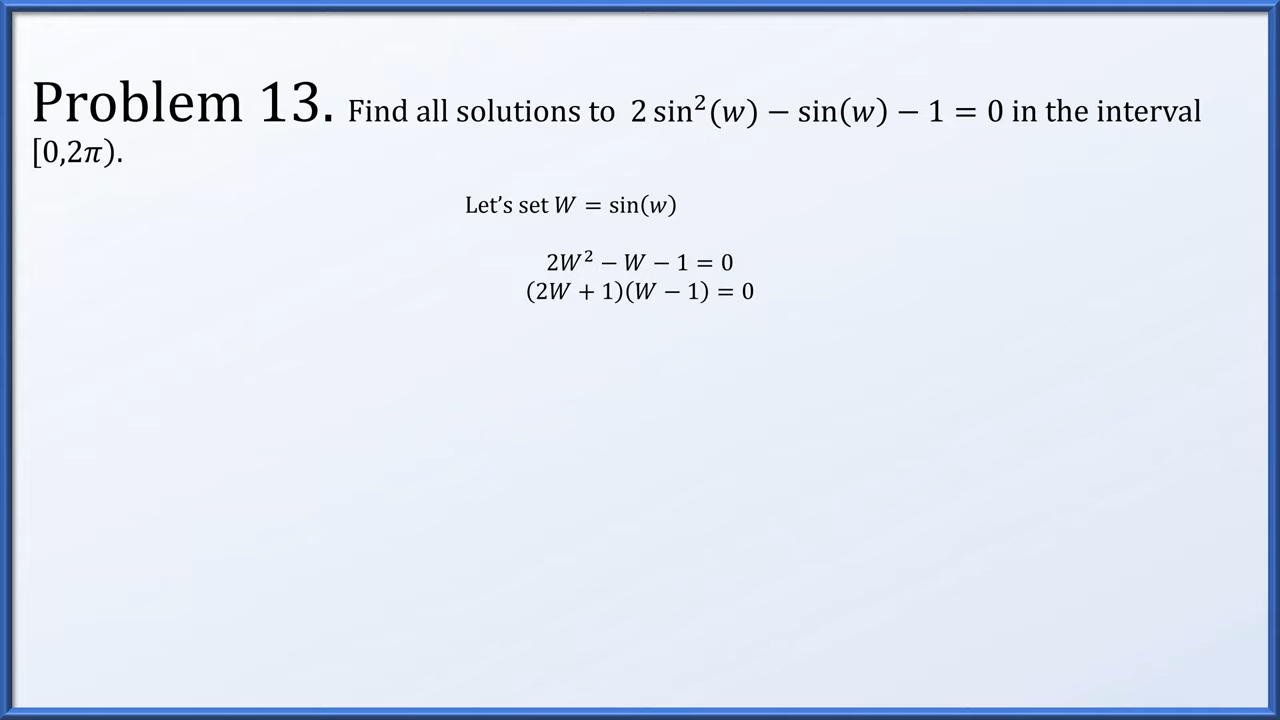 Problem 13. Find all solutions to 2 sin²(w) − sin(w) − 1 = 0 in the interval
[0,2π).
Let’s set W = sin(w)
2W² − W − 1 = 0
(2W + 1)(W − 1) = 0